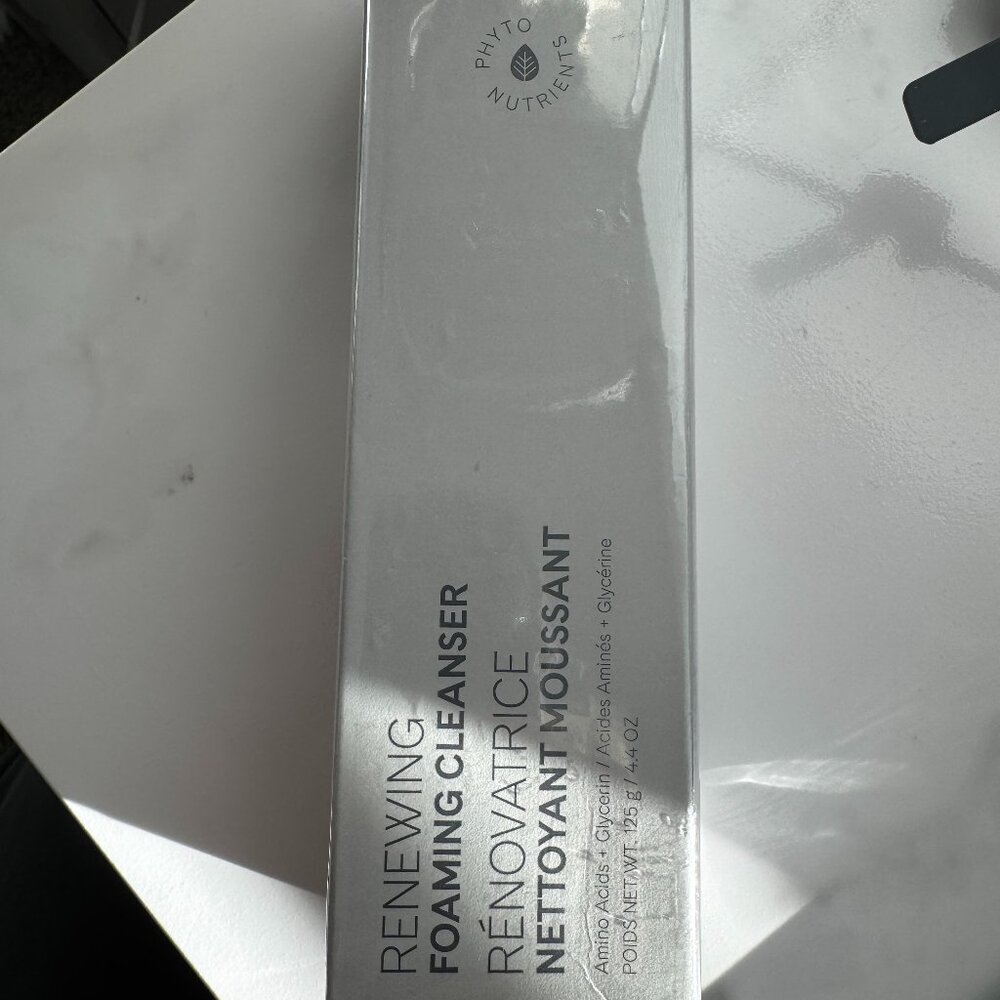 PHYTO
NUTRIENTS
RENEWING
FOAMING CLEANSER
RÉNOVATRICE
NETTOYANT MOUSSANT
Amino Acids + Glycerin / Acides Aminés + Glycérine
POIDS NET WT. 125 g / 4.4 OZ